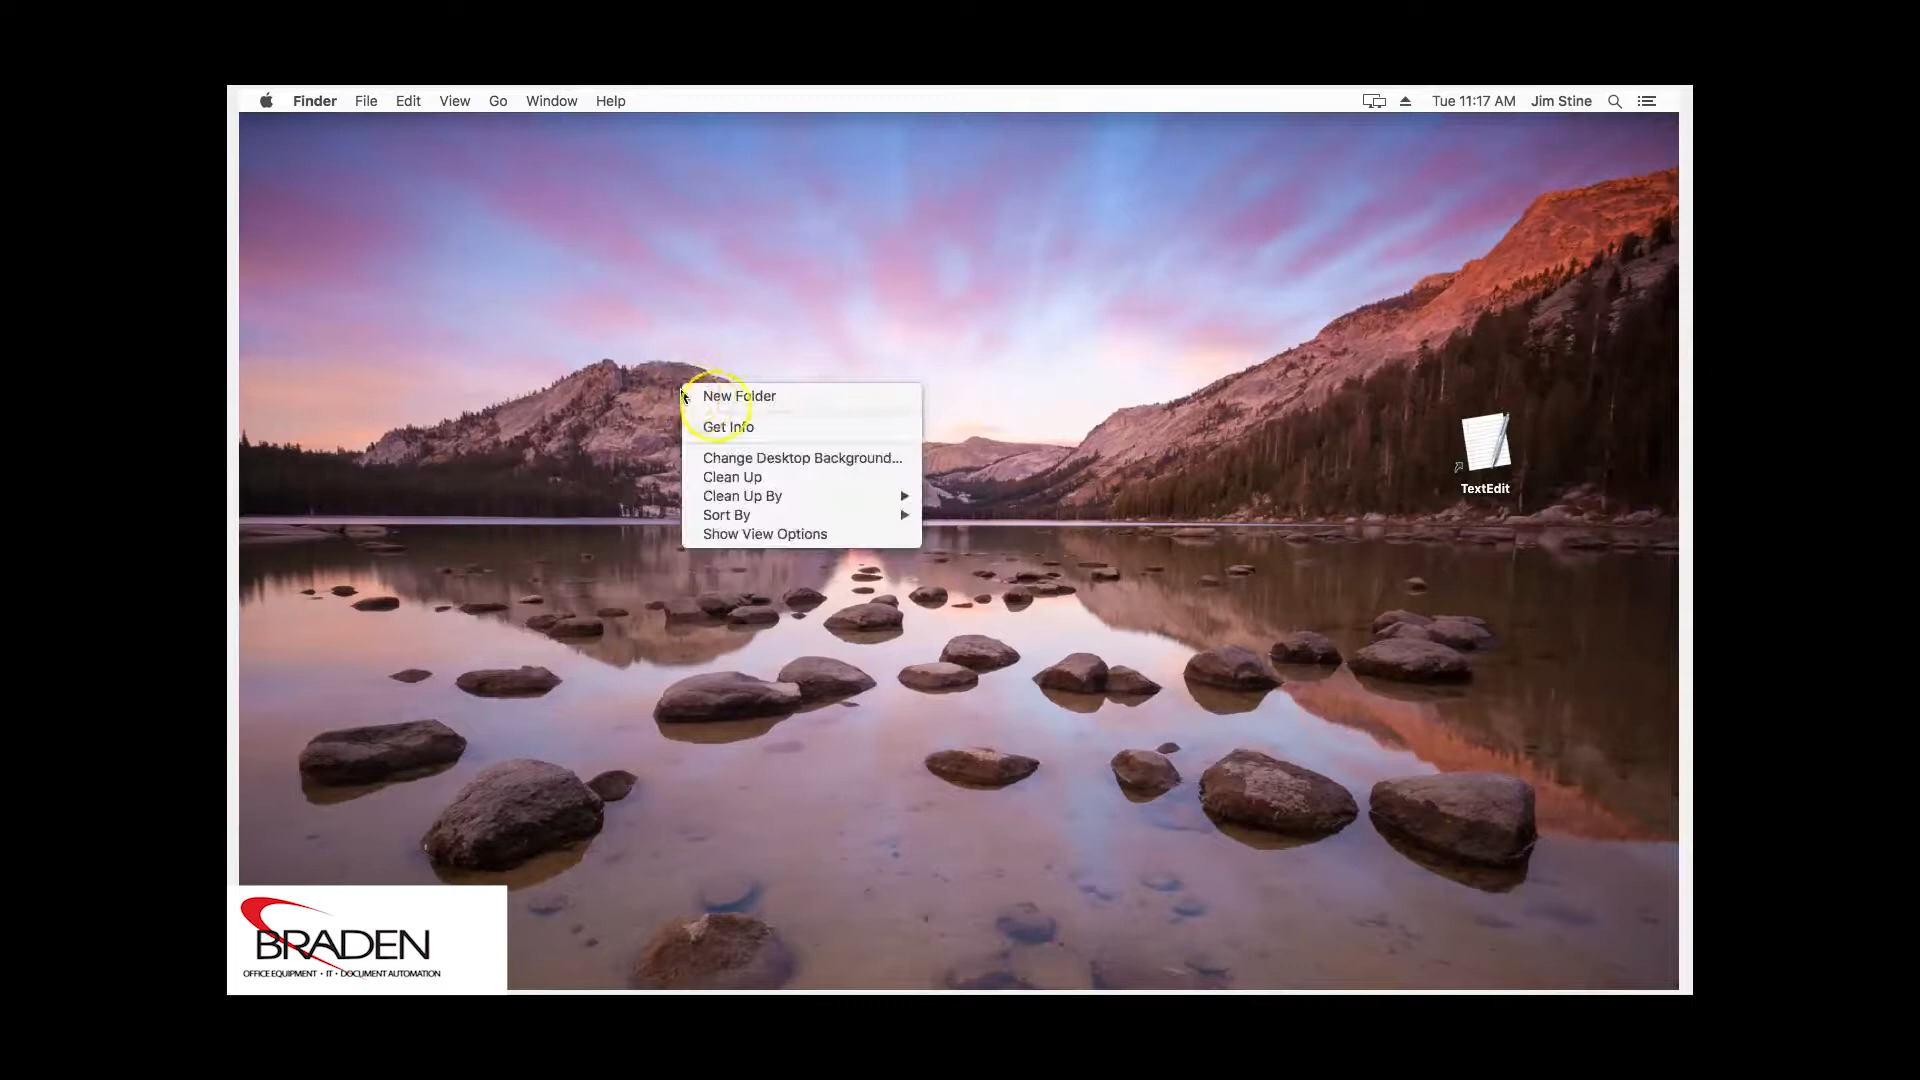 Finder File Edit View Go Window Help Tue 11:17 AM Jim Stine
New Folder
Get Info
Change Desktop Background...
Clean Up
Clean Up By
Sort By
Show View Options
TextEdit
BRADEN
OFFICE EQUIPMENT • IT • DOCUMENT AUTOMATION